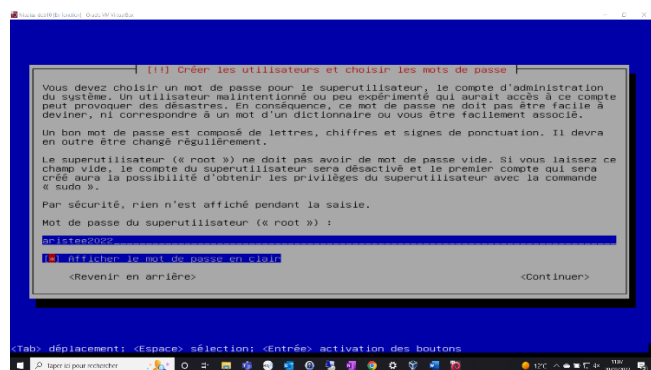 [!!] Créer les utilisateurs et choisir les mots de passe
Vous devez choisir un mot de passe pour le superutilisateur, le compte d'administration
du système. Un utilisateur malintentionné ou peu expérimenté qui aurait accès à ce compte
peut provoquer des désastres. En conséquence, ce mot de passe ne doit pas être facile à
deviner, ni correspondre à un mot d'un dictionnaire ou vous être facilement associé.
Un bon mot de passe est composé de lettres, chiffres et signes de ponctuation. Il devra
en outre être changé régulièrement.
Le superutilisateur (« root ») ne doit pas avoir de mot de passe vide. Si vous laissez ce
champ vide, le compte du superutilisateur sera désactivé et le premier compte qui sera
créé aura la possibilité d'obtenir les privilèges du superutilisateur avec la commande
« sudo ».
Par sécurité, rien n'est affiché pendant la saisie.
Mot de passe du superutilisateur (« root ») :
aristee2022
[*] Afficher le mot de passe en clair
<Revenir en arrière> <Continuer>
<Tab> déplacement; <Espace> sélection; <Entrée> activation des boutons
Taper ici pour rechercher 12°C